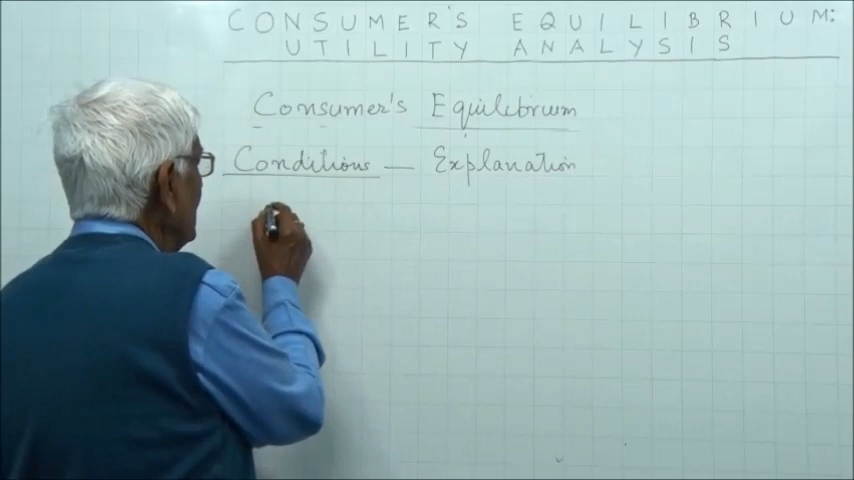 CONSUMER'S EQUILIBRIUM:
UTILITY ANALYSIS
Consumer's Equilibrium
Conditions — Explanation